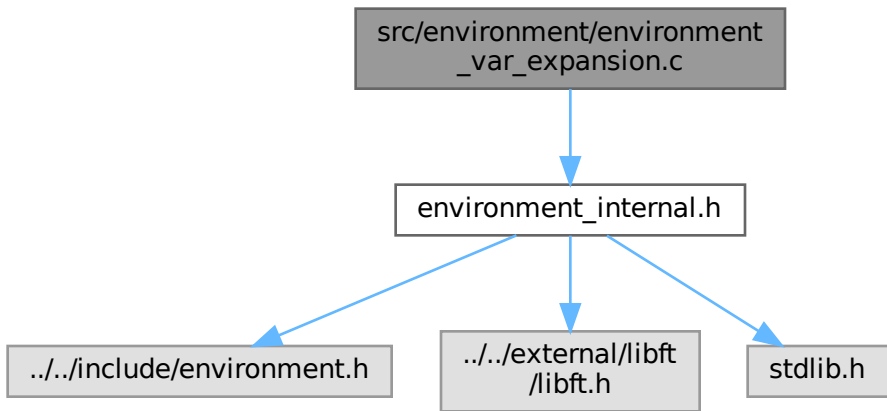 src/environment/environment
_var_expansion.c
environment_internal.h
../../include/environment.h
../../external/libft
/libft.h
stdlib.h